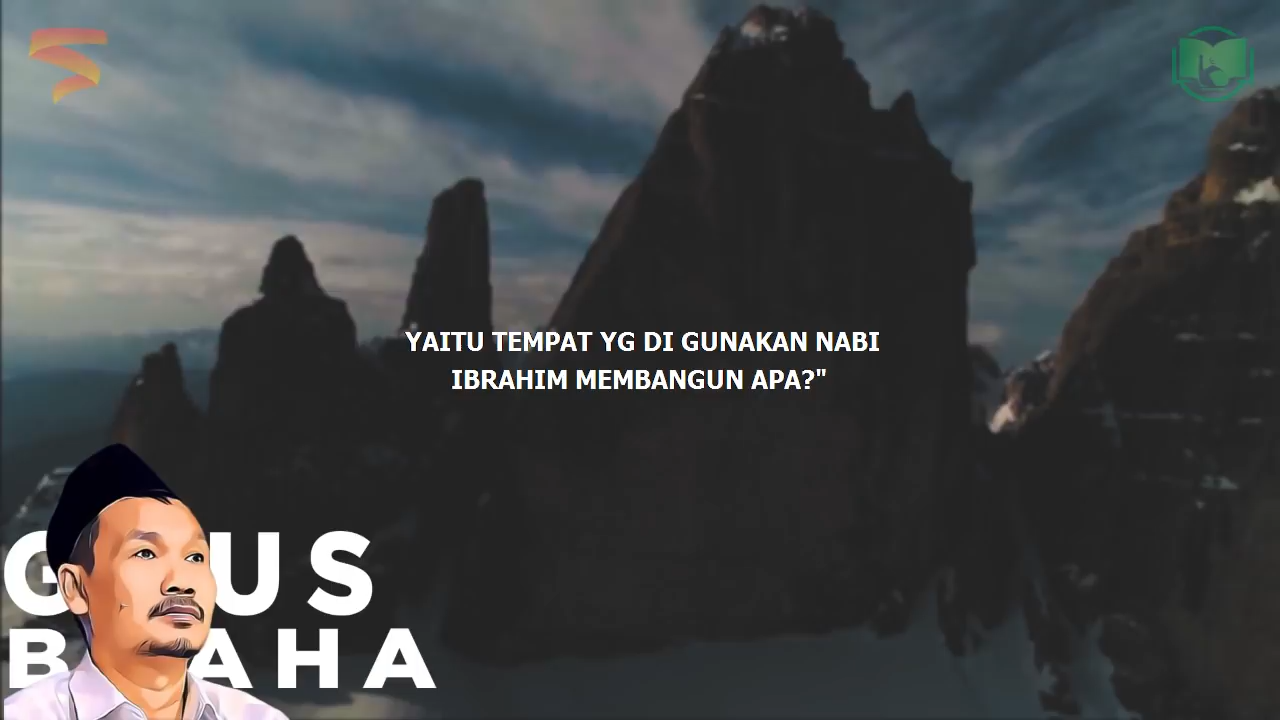 YAITU TEMPAT YG DI GUNAKAN NABI
IBRAHIM MEMBANGUN APA?"
GUS
BAHA